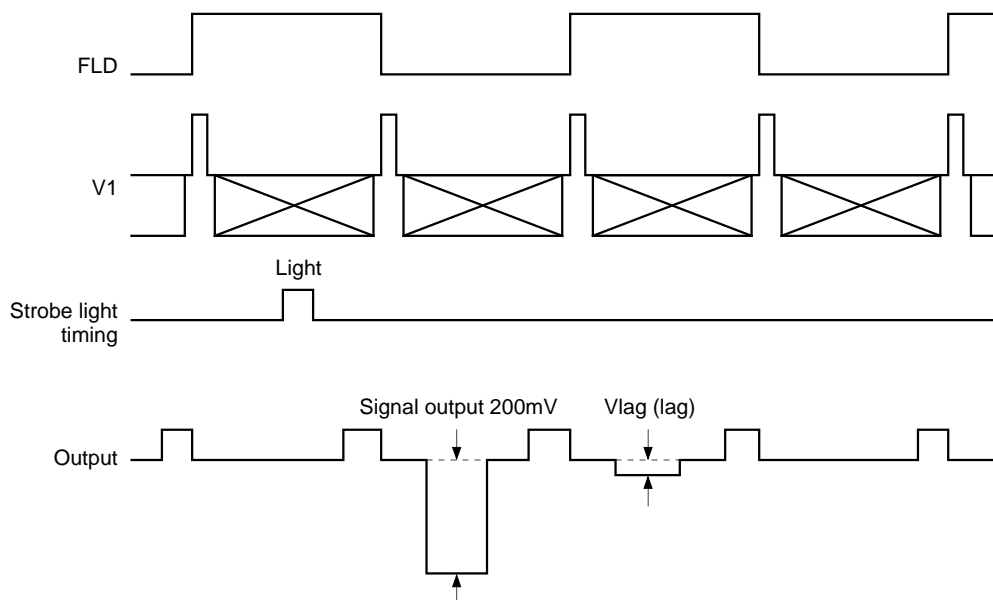 FLD
V1
Light
Strobe light
timing
Signal output 200mV
Vlag (lag)
Output